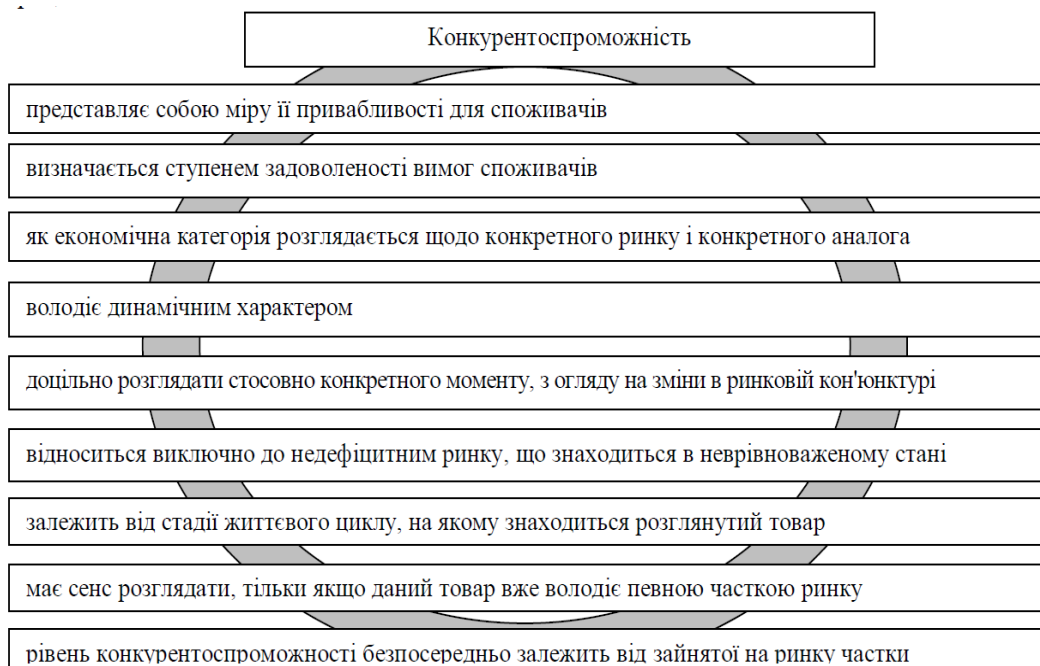 Конкурентоспроможність
представляє собою міру її привабливості для споживачів
визначається ступенем задоволеності вимог споживачів
як економічна категорія розглядається щодо конкретного ринку і конкретного аналога
володіє динамічним характером
доцільно розглядати стосовно конкретного моменту, з огляду на зміни в ринковій кон'юнктурі
відноситься виключно до недефіцитним ринку, що знаходиться в неврівноваженому стані
залежить від стадії життєвого циклу, на якому знаходиться розглянутий товар
має сенс розглядати, тільки якщо даний товар вже володіє певною часткою ринку
рівень конкурентоспроможності безпосередньо залежить від зайнятої на ринку частки